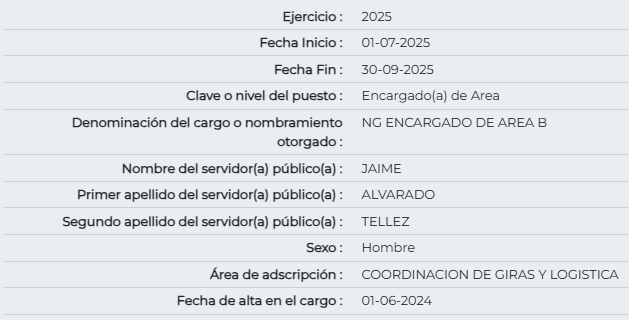 Ejercicio : 2025
Fecha Inicio : 01-07-2025
Fecha Fin : 30-09-2025
Clave o nivel del puesto : Encargado(a) de Area
Denominación del cargo o nombramiento NG ENCARGADO DE AREA B
otorgado :
Nombre del servidor(a) público(a) : JAIME
Primer apellido del servidor(a) público(a) : ALVARADO
Segundo apellido del servidor(a) público(a) : TELLEZ
Sexo : Hombre
Área de adscripción : COORDINACION DE GIRAS Y LOGISTICA
Fecha de alta en el cargo : 01-06-2024